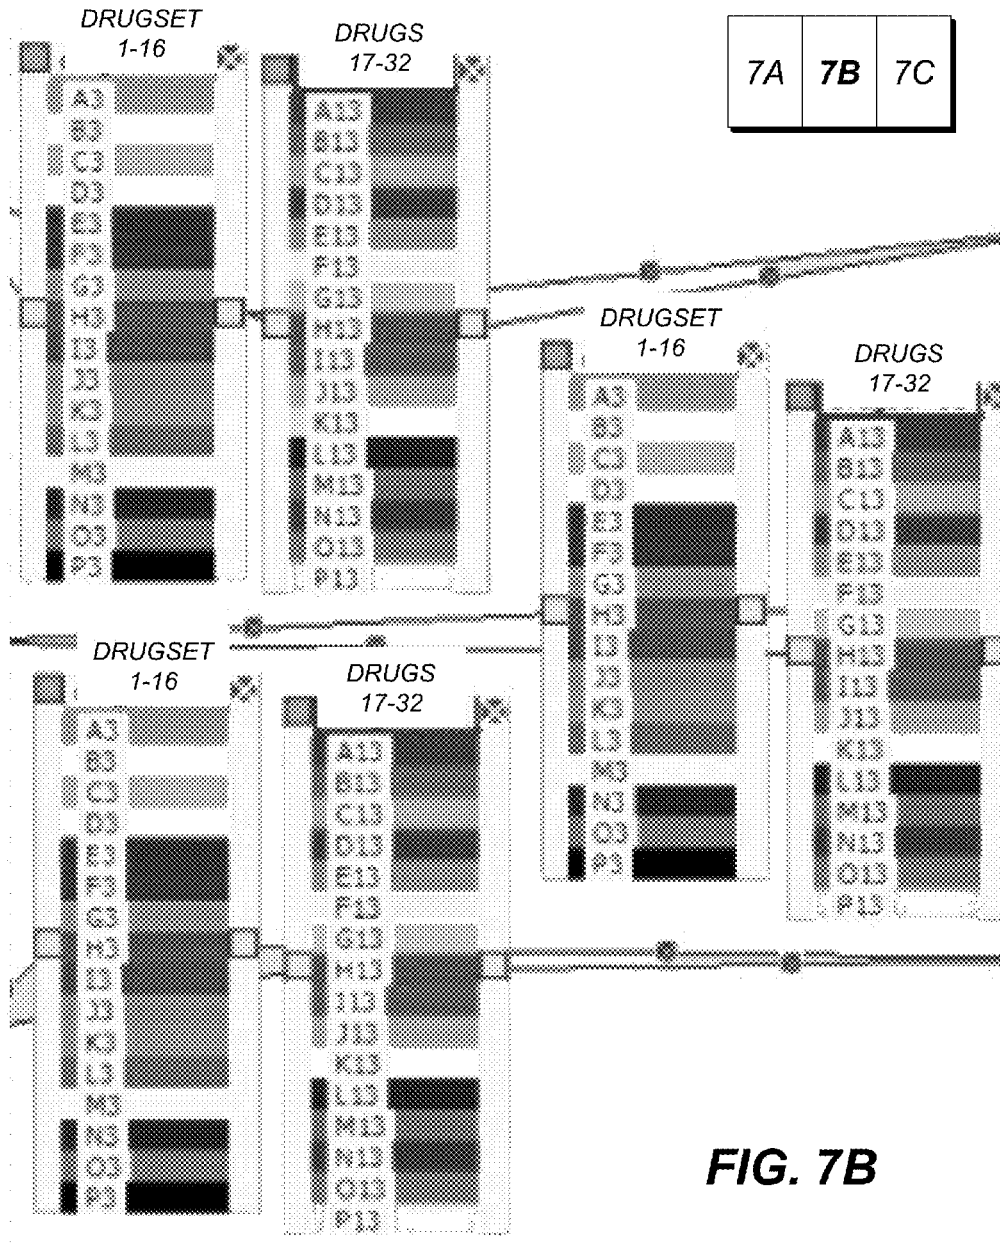 DRUGSET
1-16
A3
B3
C3
D3
E3
F3
G3
H3
I3
J3
K3
L3
M3
N3
O3
P3
DRUGS
17-32
A13
B13
C13
D13
E13
F13
G13
H13
I13
J13
K13
L13
M13
N13
O13
P13
7A 7B 7C
DRUGSET
1-16
A3
B3
C3
D3
E3
F3
G3
H3
I3
J3
K3
L3
M3
N3
O3
P3
DRUGS
17-32
A13
B13
C13
D13
E13
F13
G13
H13
I13
J13
K13
L13
M13
N13
O13
P13
DRUGSET
1-16
A3
B3
C3
D3
E3
F3
G3
H3
I3
J3
K3
L3
M3
N3
O3
P3
DRUGS
17-32
A13
B13
C13
D13
E13
F13
G13
H13
I13
J13
K13
L13
M13
N13
O13
P13
FIG. 7B